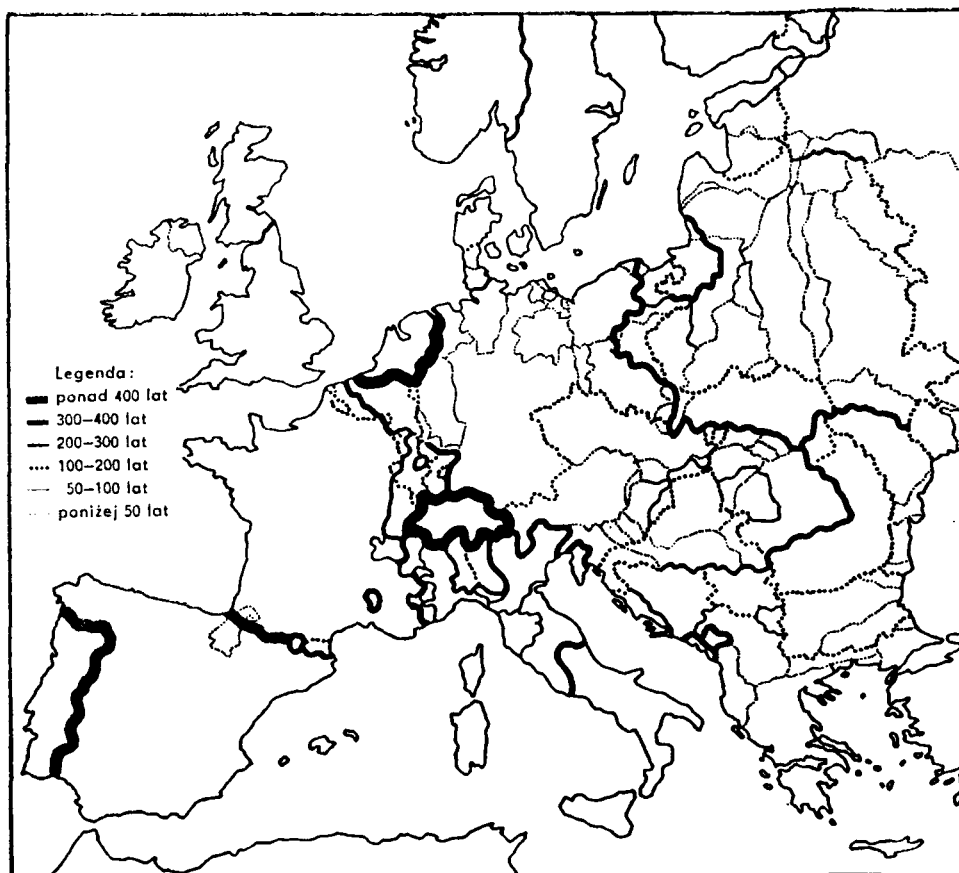 Legenda:
ponad 400 lat
300–400 lat
200–300 lat
100–200 lat
50–100 lat
poniżej 50 lat